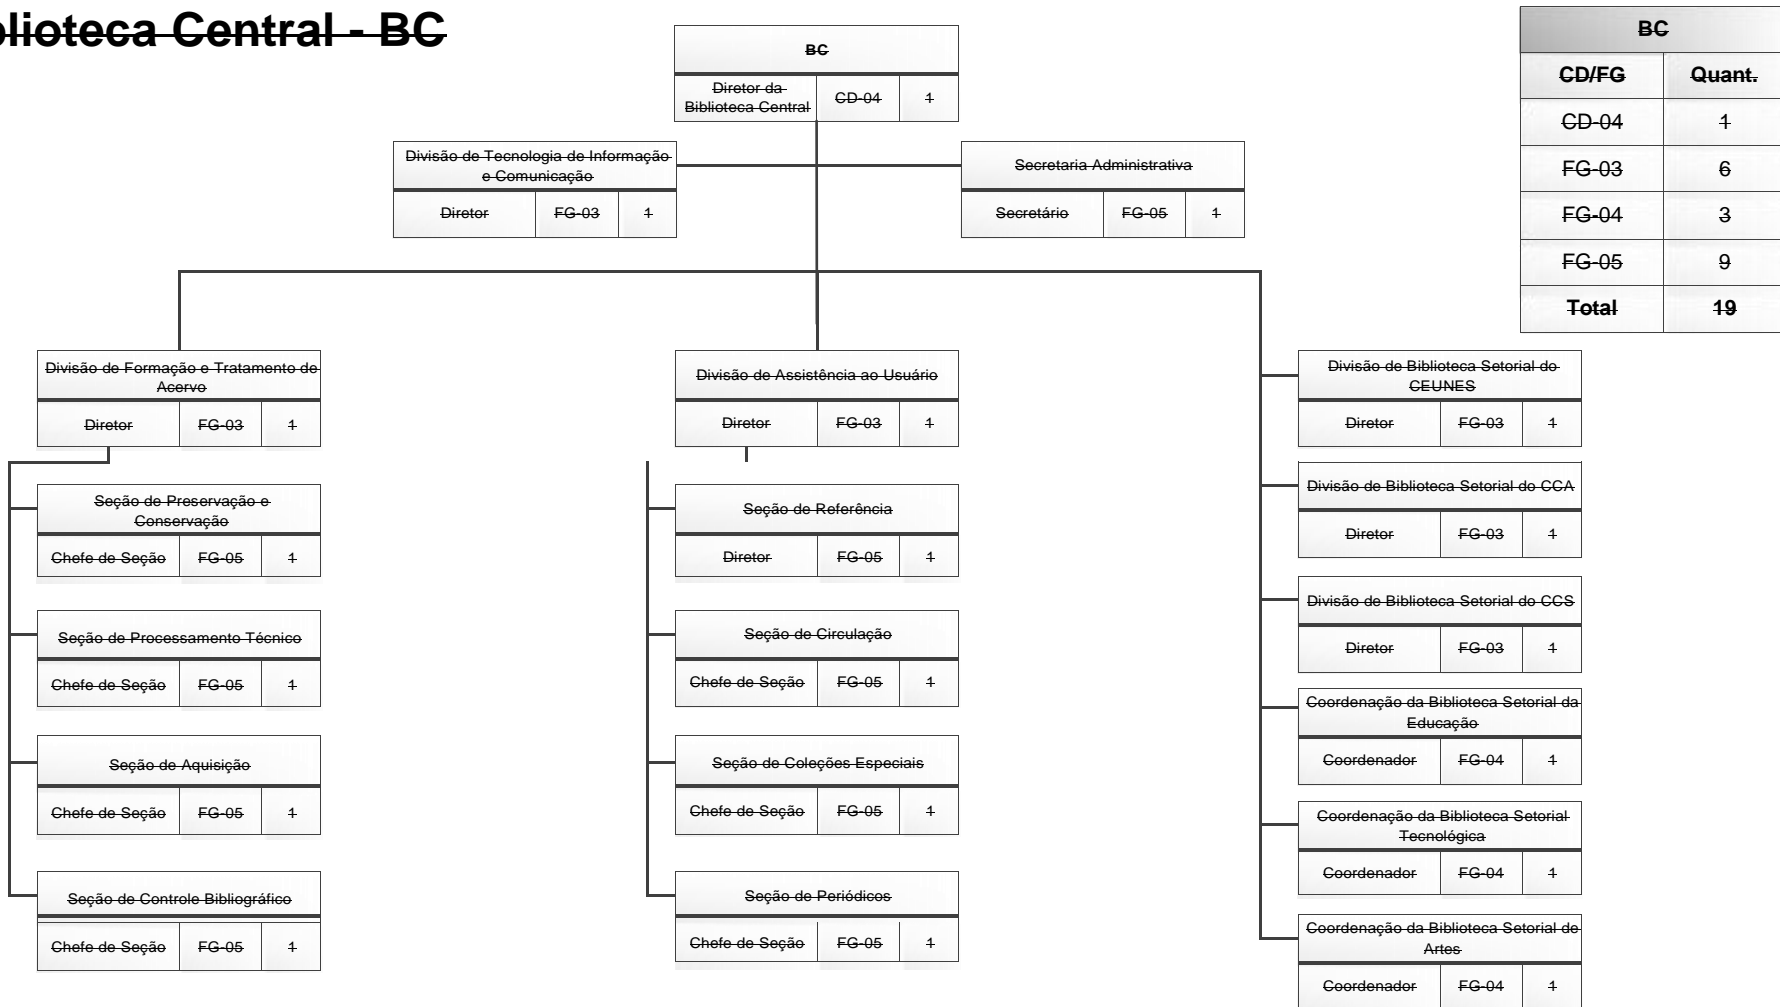 blioteca Central - BC
BC
Diretor da
Biblioteca Central
CD-04
1
BC
CD/FG Quant.
CD-04 1
FG-03 6
FG-04 3
FG-05 9
Total 19
Divisão de Tecnologia de Informação
e Comunicação
Diretor FG-03 1
Secretaria Administrativa
Secretário FG-05 1
Divisão de Formação e Tratamento de
Acervo
Diretor FG-03 1
Seção de Preservação e
Conservação
Chefe de Seção FG-05 1
Seção de Processamento Técnico
Chefe de Seção FG-05 1
Seção de Aquisição
Chefe de Seção FG-05 1
Seção de Controle Bibliográfico
Chefe de Seção FG-05 1
Divisão de Assistência ao Usuário
Diretor FG-03 1
Seção de Referência
Diretor FG-05 1
Seção de Circulação
Chefe de Seção FG-05 1
Seção de Coleções Especiais
Chefe de Seção FG-05 1
Seção de Periódicos
Chefe de Seção FG-05 1
Divisão de Biblioteca Setorial do
CEUNES
Diretor FG-03 1
Divisão de Biblioteca Setorial do CCA
Diretor FG-03 1
Divisão de Biblioteca Setorial do CCS
Diretor FG-03 1
Coordenação da Biblioteca Setorial da
Educação
Coordenador FG-04 1
Coordenação da Biblioteca Setorial
Tecnológica
Coordenador FG-04 1
Coordenação da Biblioteca Setorial de
Artes
Coordenador FG-04 1